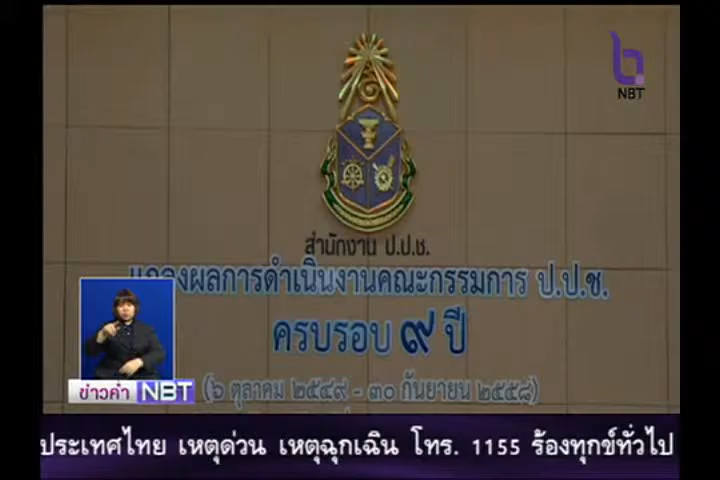 NBT
สำนักงาน ป.ป.ช.
แถลงผลการดำเนินงานคณะกรรมการ ป.ป.ช.
ครบรอบ ๙ ปี
(๖ ตุลาคม ๒๕๔๙ - ๓๐ กันยายน ๒๕๕๘)
ข่าวค่ำ NBT
ประเทศไทย เหตุด่วน เหตุฉุกเฉิน โทร. 1155 ร้องทุกข์ทั่วไป